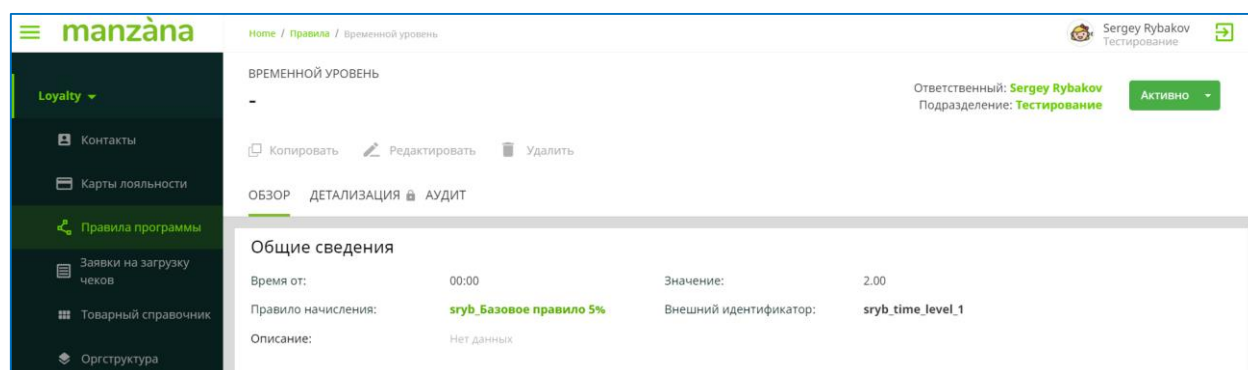 manzàna
Home / Правила / Временной уровень
Sergey Rybakov
Тестирование
Loyalty
Контакты
Карты лояльности
Правила программы
Заявки на загрузку
чеков
Товарный справочник
Оргструктура
ВРЕМЕННОЙ УРОВЕНЬ
-
Ответственный: Sergey Rybakov
Подразделение: Тестирование
Активно
Копировать Редактировать Удалить
ОБЗОР ДЕТАЛИЗАЦИЯ АУДИТ
Общие сведения
Время от: 00:00 Значение: 2.00
Правило начисления: sryb_Базовое правило 5% Внешний идентификатор: sryb_time_level_1
Описание: Нет данных